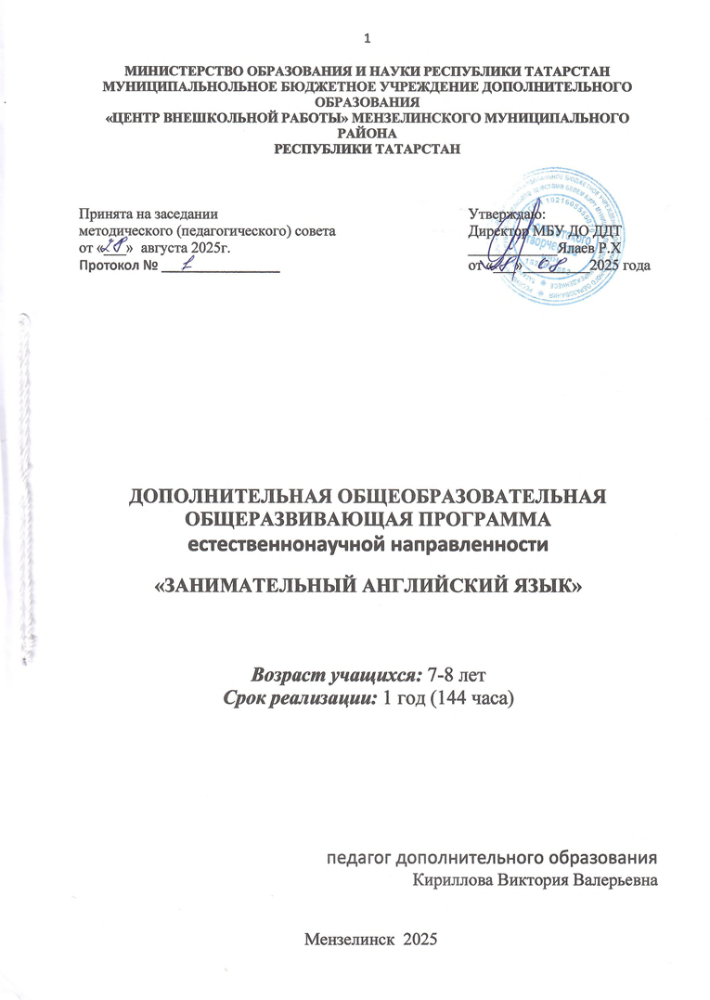 1
МИНИСТЕРСТВО ОБРАЗОВАНИЯ И НАУКИ РЕСПУБЛИКИ ТАТАРСТАН
МУНИЦИПАЛЬНОЛЬНОЕ БЮДЖЕТНОЕ УЧРЕЖДЕНИЕ ДОПОЛНИТЕЛЬНОГО
ОБРАЗОВАНИЯ
«ЦЕНТР ВНЕШКОЛЬНОЙ РАБОТЫ» МЕНЗЕЛИНСКОГО МУНИЦИПАЛЬНОГО
РАЙОНА
РЕСПУБЛИКИ ТАТАРСТАН
Принята на заседании
методического (педагогического) совета
от «28» августа 2025г.
Протокол № 1
Утверждаю:
Директор МБУ ДО ДДТ
Ялаев Р.Х
от «28» 08 2025 года
ДОПОЛНИТЕЛЬНАЯ ОБЩЕОБРАЗОВАТЕЛЬНАЯ
ОБЩЕРАЗВИВАЮЩАЯ ПРОГРАММА
естественнонаучной направленности
«ЗАНИМАТЕЛЬНЫЙ АНГЛИЙСКИЙ ЯЗЫК»
Возраст учащихся: 7-8 лет
Срок реализации: 1 год (144 часа)
педагог дополнительного образования
Кириллова Виктория Валерьевна
Мензелинск 2025